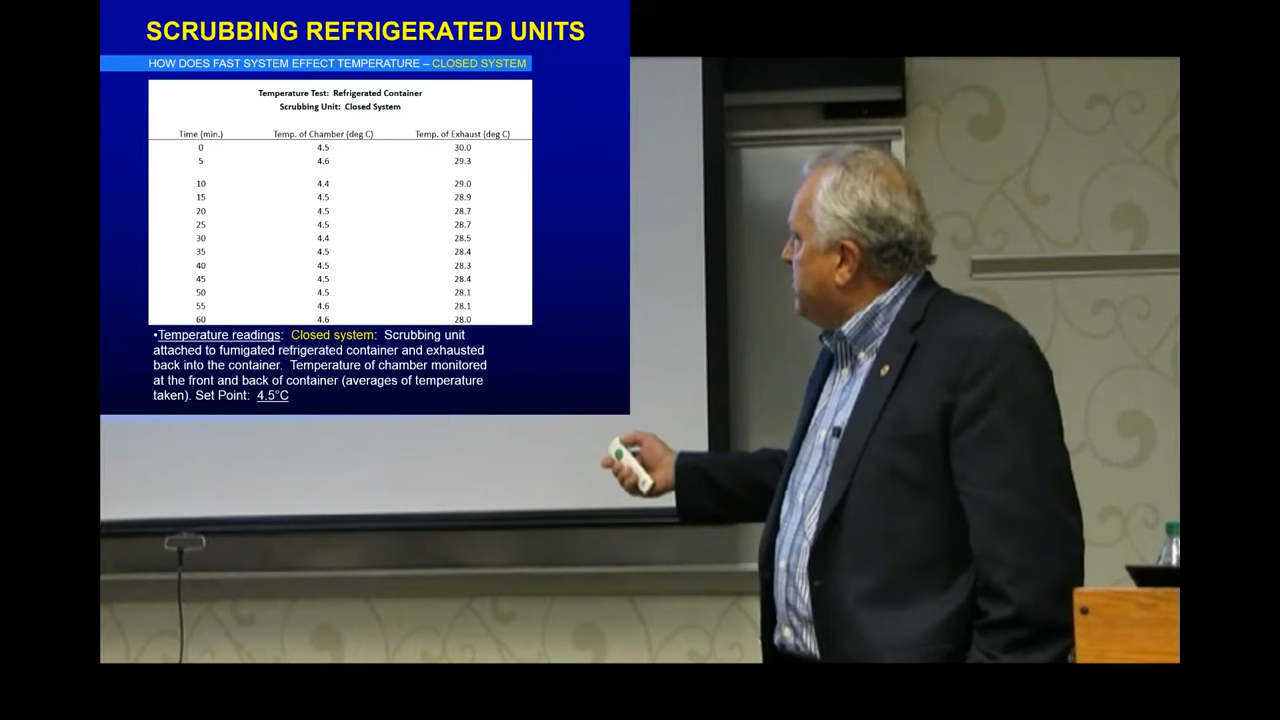 SCRUBBING REFRIGERATED UNITS
HOW DOES FAST SYSTEM EFFECT TEMPERATURE – CLOSED SYSTEM
Temperature Test: Refrigerated Container
Scrubbing Unit: Closed System
Time (min.) Temp. of Chamber (deg C) Temp. of Exhaust (deg C)
0 4.5 30.0
5 4.6 29.3
10 4.4 29.0
15 4.5 28.9
20 4.5 28.7
25 4.5 28.7
30 4.4 28.5
35 4.5 28.4
40 4.5 28.3
45 4.5 28.4
50 4.5 28.1
55 4.6 28.1
60 4.6 28.0
•Temperature readings: Closed system: Scrubbing unit
attached to fumigated refrigerated container and exhausted
back into the container. Temperature of chamber monitored
at the front and back of container (averages of temperature
taken). Set Point: 4.5°C